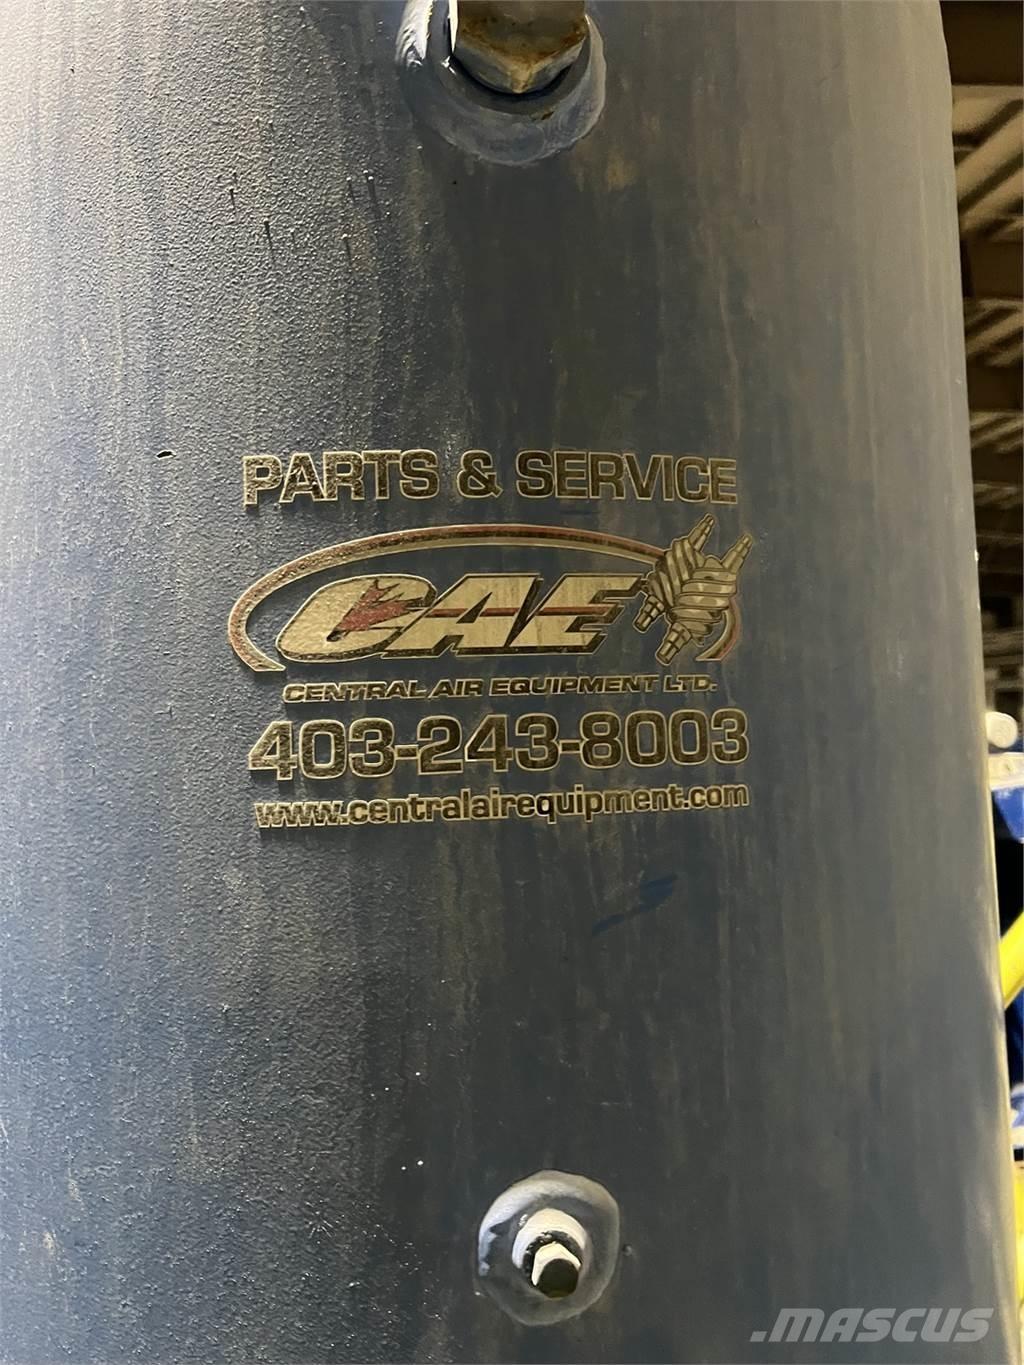 PARTS & SERVICE
CAE
CENTRAL AIR EQUIPMENT LTD.
403-243-8003
www.centralairequipment.com
.MASCUS